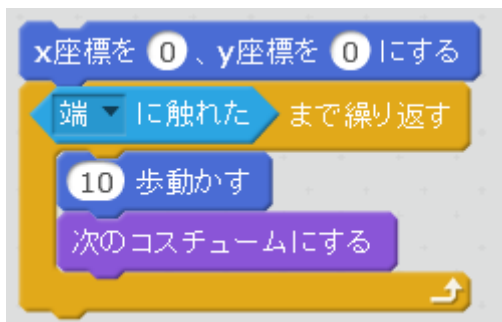 x座標を 0 、y座標を 0 にする
端 に触れた まで繰り返す
10 歩動かす
次のコスチュームにする